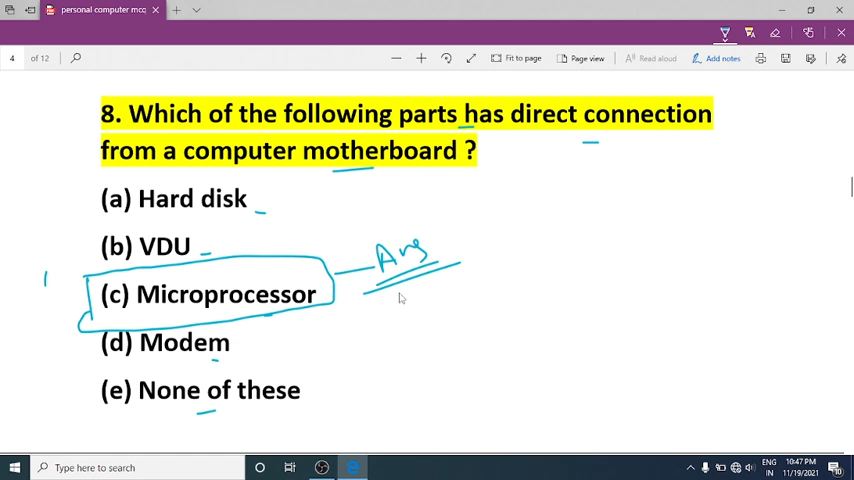 personal computer mcq
4 of 12
Fit to page
Page view
Read aloud
Add notes
8. Which of the following parts has direct connection
from a computer motherboard ?
(a) Hard disk
(b) VDU
(c) Microprocessor
Ans
(d) Modem
(e) None of these
Type here to search
ENG
IN
10:47 PM
11/19/2021